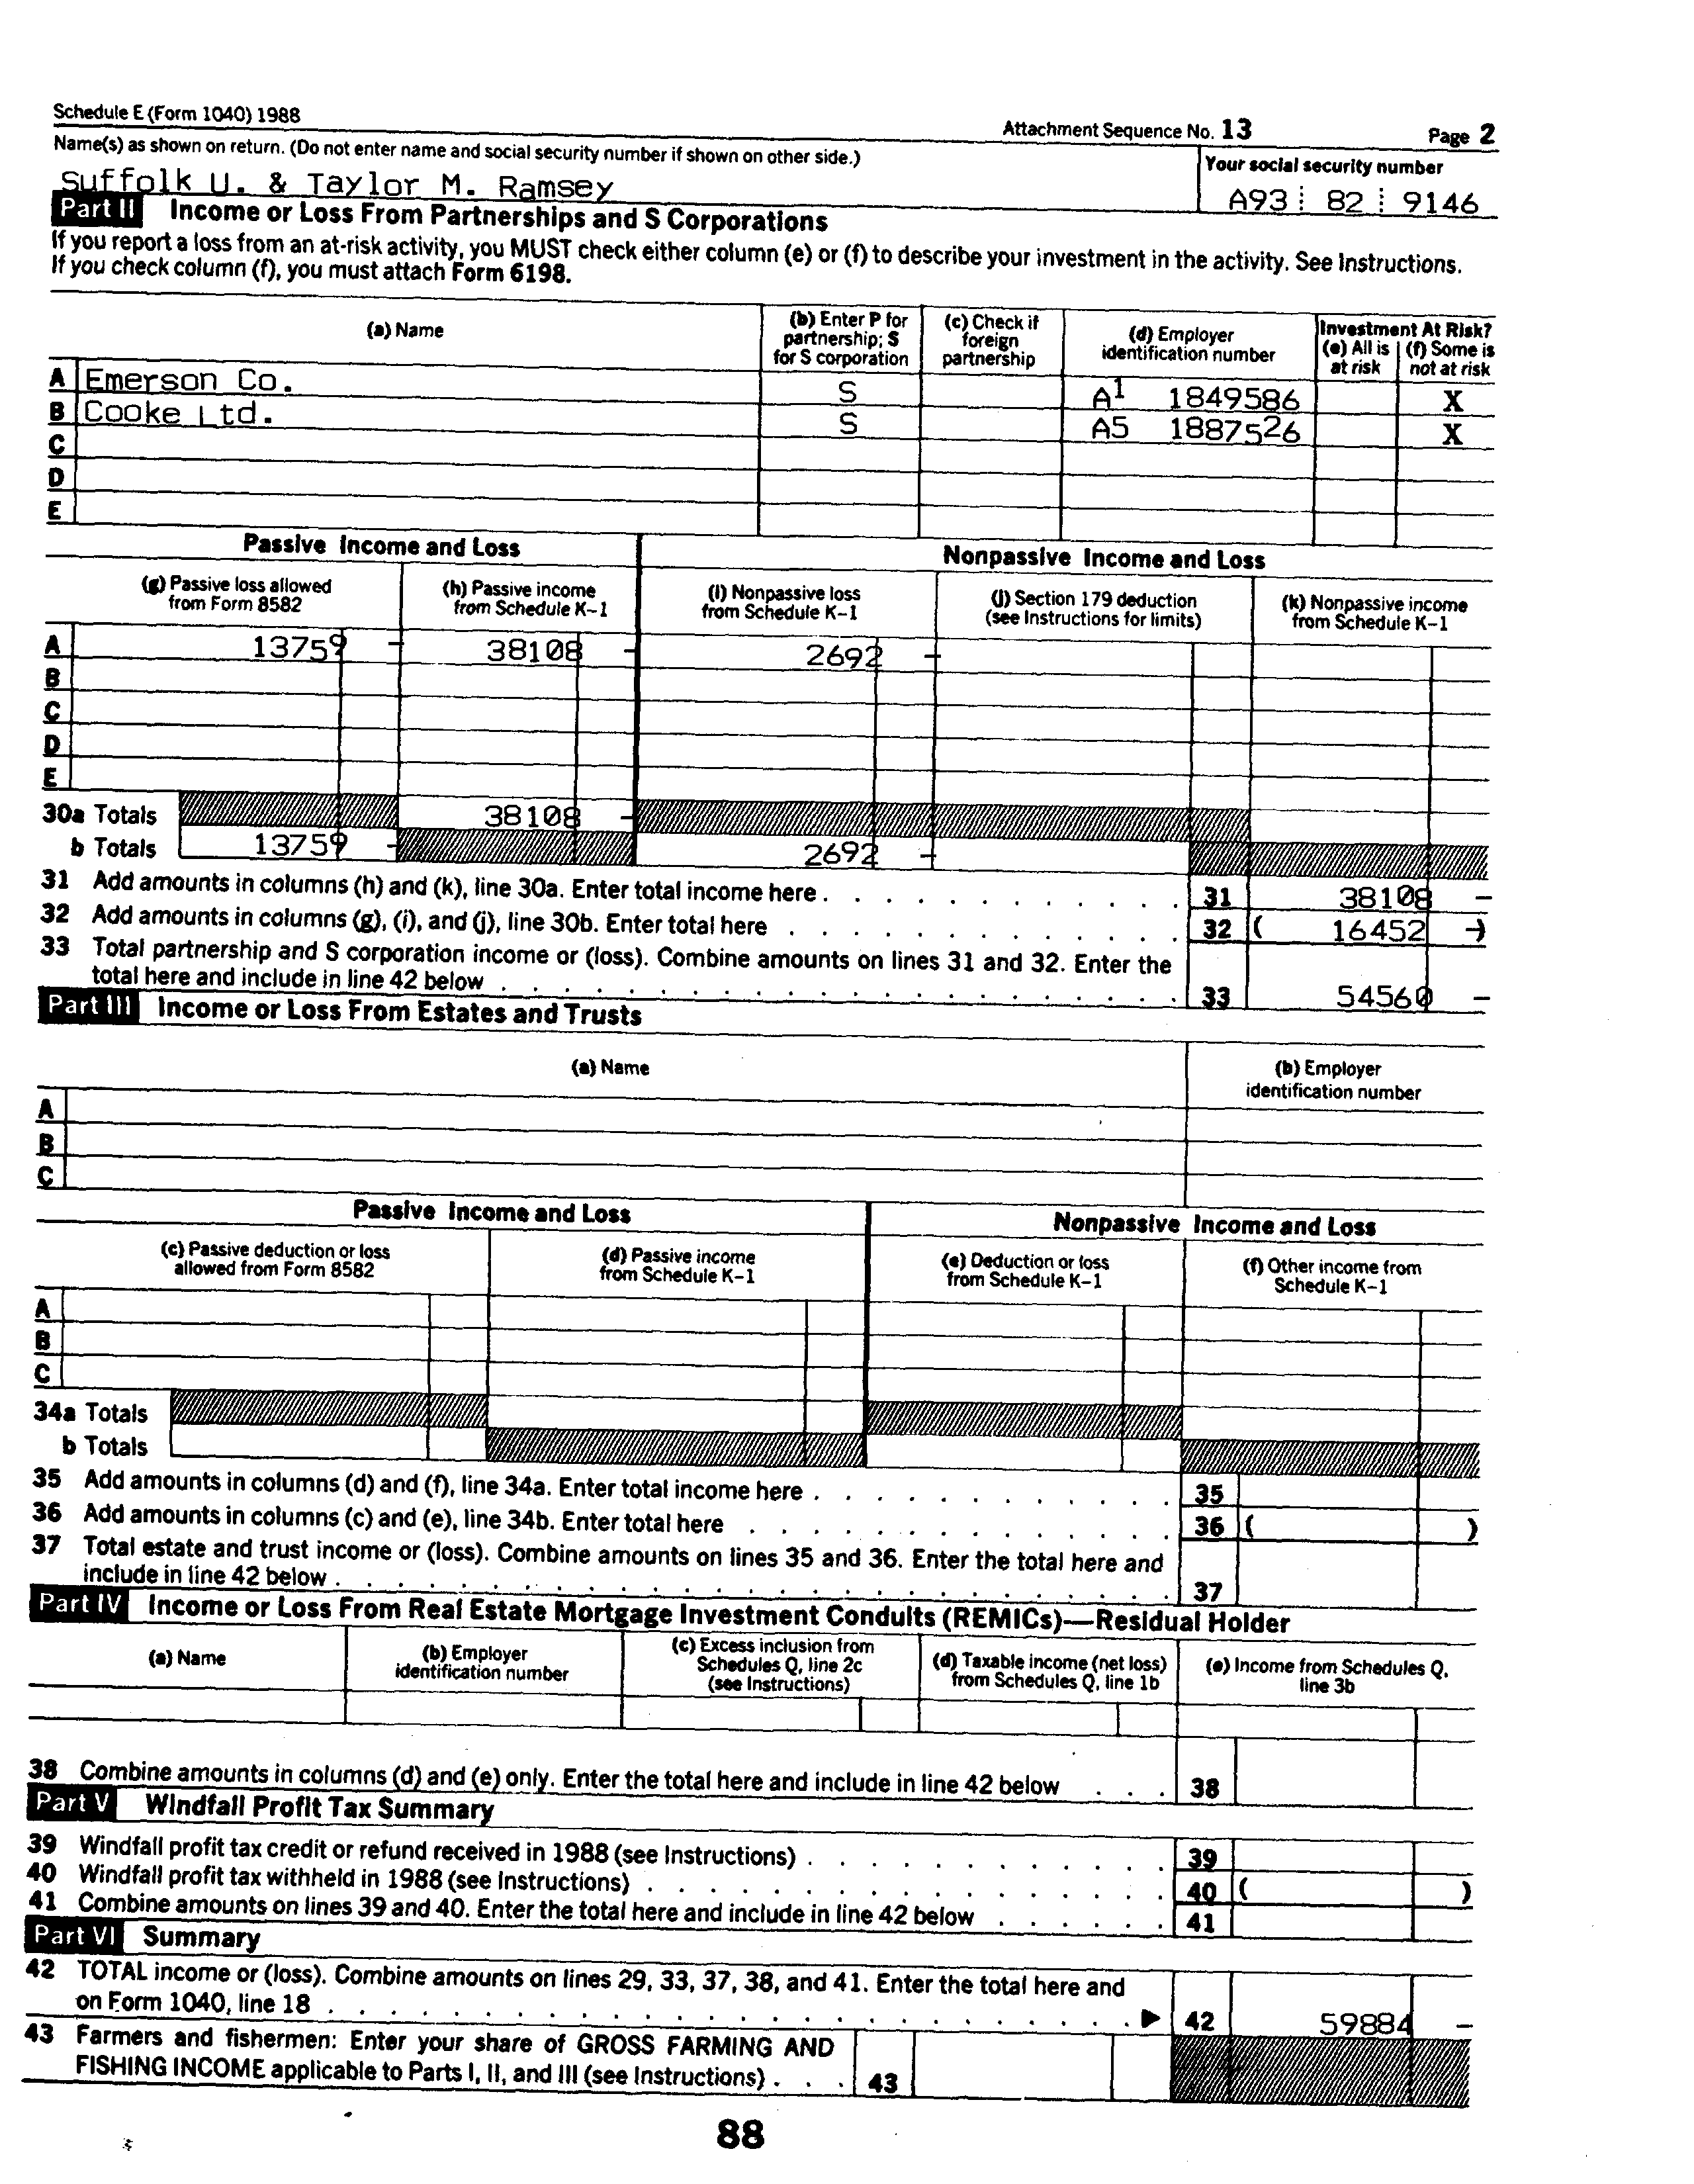 Schedule E (Form 1040) 1988
Attachment Sequence No. 13 Page 2
Name(s) as shown on return. (Do not enter name and social security number if shown on other side.)
Your social security number
Suffolk U. & Taylor M. Ramsey
A93 82 9146
Part II Income or Loss From Partnerships and S Corporations
If you report a loss from an at-risk activity, you MUST check either column (e) or (f) to describe your investment in the activity. See Instructions.
If you check column (f), you must attach Form 6198.
(a) Name
(b) Enter P for
partnership; S
for S corporation
(c) Check if
foreign
partnership
(d) Employer
identification number
Investment At Risk?
(e) All is
at risk
(f) Some is
not at risk
A Emerson Co. S A1 1849586 X
B Cooke Ltd. S A5 1887526 X
C
D
E
Passive Income and Loss
Nonpassive Income and Loss
(g) Passive loss allowed
from Form 8582
(h) Passive income
from Schedule K–1
(i) Nonpassive loss
from Schedule K–1
(j) Section 179 deduction
(see Instructions for limits)
(k) Nonpassive income
from Schedule K–1
A 13759 – 38108 – 2692 –
B
C
D
E
30a Totals 38108 –
b Totals 13759 – 2692 –
31 Add amounts in columns (h) and (k), line 30a. Enter total income here . . . 31 38108 –
32 Add amounts in columns (g), (i), and (j), line 30b. Enter total here . . . 32 ( 16452 –)
33 Total partnership and S corporation income or (loss). Combine amounts on lines 31 and 32. Enter the
total here and include in line 42 below . . . 33 54560 –
Part III Income or Loss From Estates and Trusts
(a) Name
(b) Employer
identification number
A
B
C
Passive Income and Loss
Nonpassive Income and Loss
(c) Passive deduction or loss
allowed from Form 8582
(d) Passive income
from Schedule K–1
(e) Deduction or loss
from Schedule K–1
(f) Other income from
Schedule K–1
A
B
C
34a Totals
b Totals
35 Add amounts in columns (d) and (f), line 34a. Enter total income here . . . 35
36 Add amounts in columns (c) and (e), line 34b. Enter total here . . . 36 ( )
37 Total estate and trust income or (loss). Combine amounts on lines 35 and 36. Enter the total here and
include in line 42 below . . . 37
Part IV Income or Loss From Real Estate Mortgage Investment Conduits (REMICs)—Residual Holder
(a) Name
(b) Employer
identification number
(c) Excess inclusion from
Schedules Q, line 2c
(see Instructions)
(d) Taxable income (net loss)
from Schedules Q, line 1b
(e) Income from Schedules Q,
line 3b
38 Combine amounts in columns (d) and (e) only. Enter the total here and include in line 42 below . . . 38
Part V Windfall Profit Tax Summary
39 Windfall profit tax credit or refund received in 1988 (see Instructions) . . . 39
40 Windfall profit tax withheld in 1988 (see Instructions) . . . 40 ( )
41 Combine amounts on lines 39 and 40. Enter the total here and include in line 42 below . . . 41
Part VI Summary
42 TOTAL income or (loss). Combine amounts on lines 29, 33, 37, 38, and 41. Enter the total here and
on Form 1040, line 18 . . . ▶ 42 59884 –
43 Farmers and fishermen: Enter your share of GROSS FARMING AND
FISHING INCOME applicable to Parts I, II, and III (see Instructions) . . . 43
88